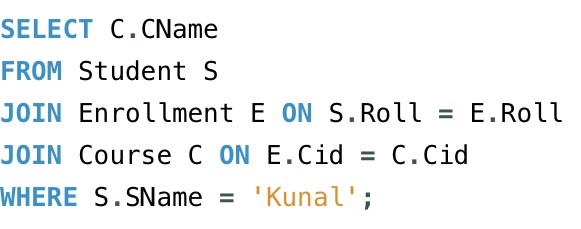 SELECT C.CName
FROM Student S
JOIN Enrollment E ON S.Roll = E.Roll
JOIN Course C ON E.Cid = C.Cid
WHERE S.SName = 'Kunal';